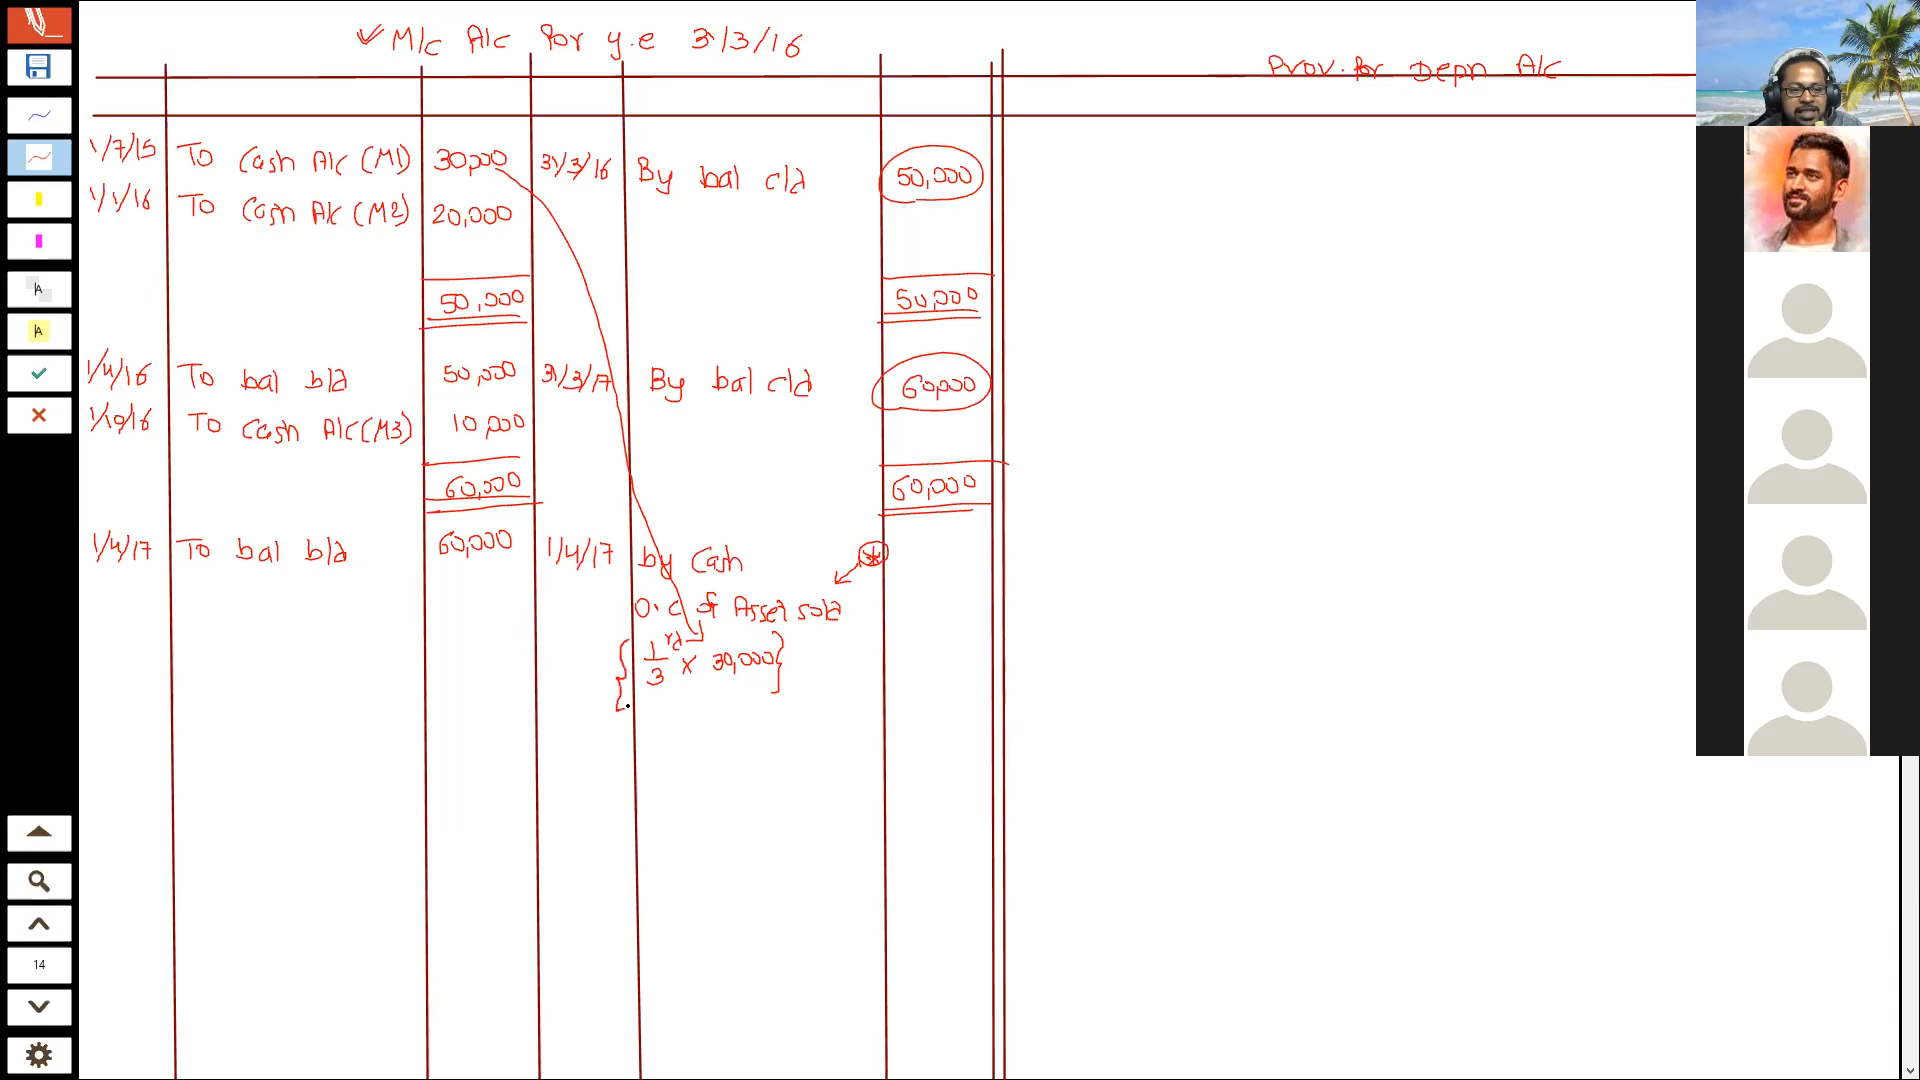 ✓ M/c A/c for y.e 31/3/16
Prov. for Depn A/c
1/7/15 To Cash A/c (M1) 30,000 31/3/16 By bal c/d 50,000
1/1/16 To Cash A/c (M2) 20,000
50,000 50,000
1/4/16 To bal b/d 50,000 31/3/17 By bal c/d 60,000
1/10/16 To Cash A/c (M3) 10,000
60,000 60,000
1/4/17 To bal b/d 60,000 1/4/17 by Cash *
O.C of Asset sold
{ 1/3 rd x 30,000 }
A
A
14